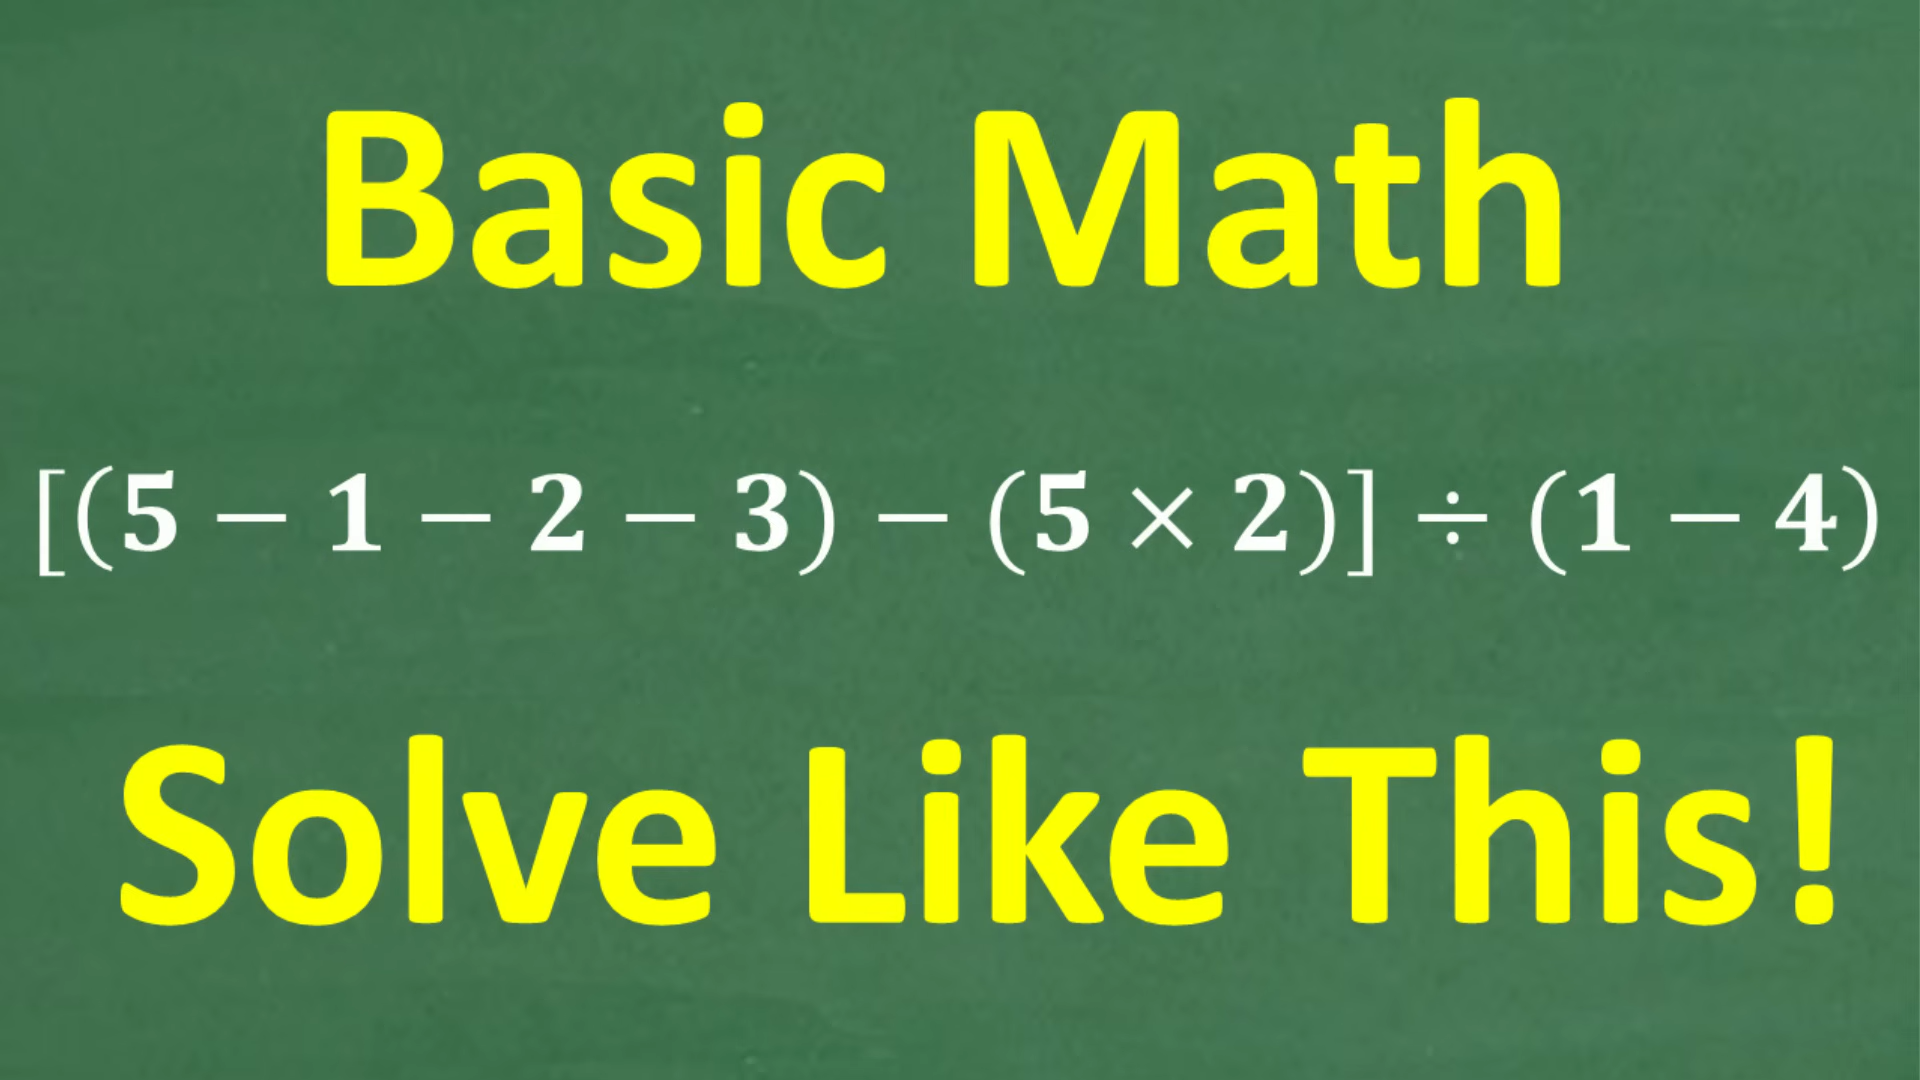 Basic Math
[(5 − 1 − 2 − 3) − (5 × 2)] ÷ (1 − 4)
Solve Like This!